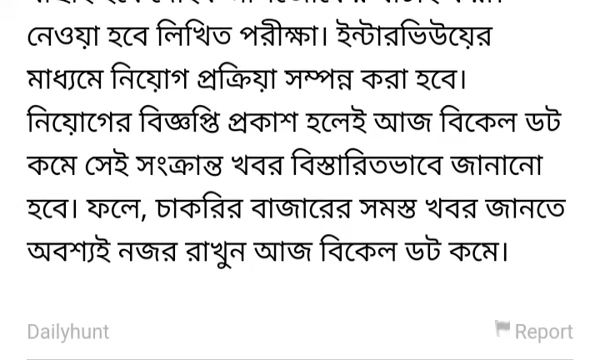 নেওয়া হবে লিখিত পরীক্ষা। ইন্টারভিউয়ের
মাধ্যমে নিয়োগ প্রক্রিয়া সম্পন্ন করা হবে।
নিয়োগের বিজ্ঞপ্তি প্রকাশ হলেই আজ বিকেল ডট
কমে সেই সংক্রান্ত খবর বিস্তারিতভাবে জানানো
হবে। ফলে, চাকরির বাজারের সমস্ত খবর জানতে
অবশ্যই নজর রাখুন আজ বিকেল ডট কমে।
Dailyhunt
Report